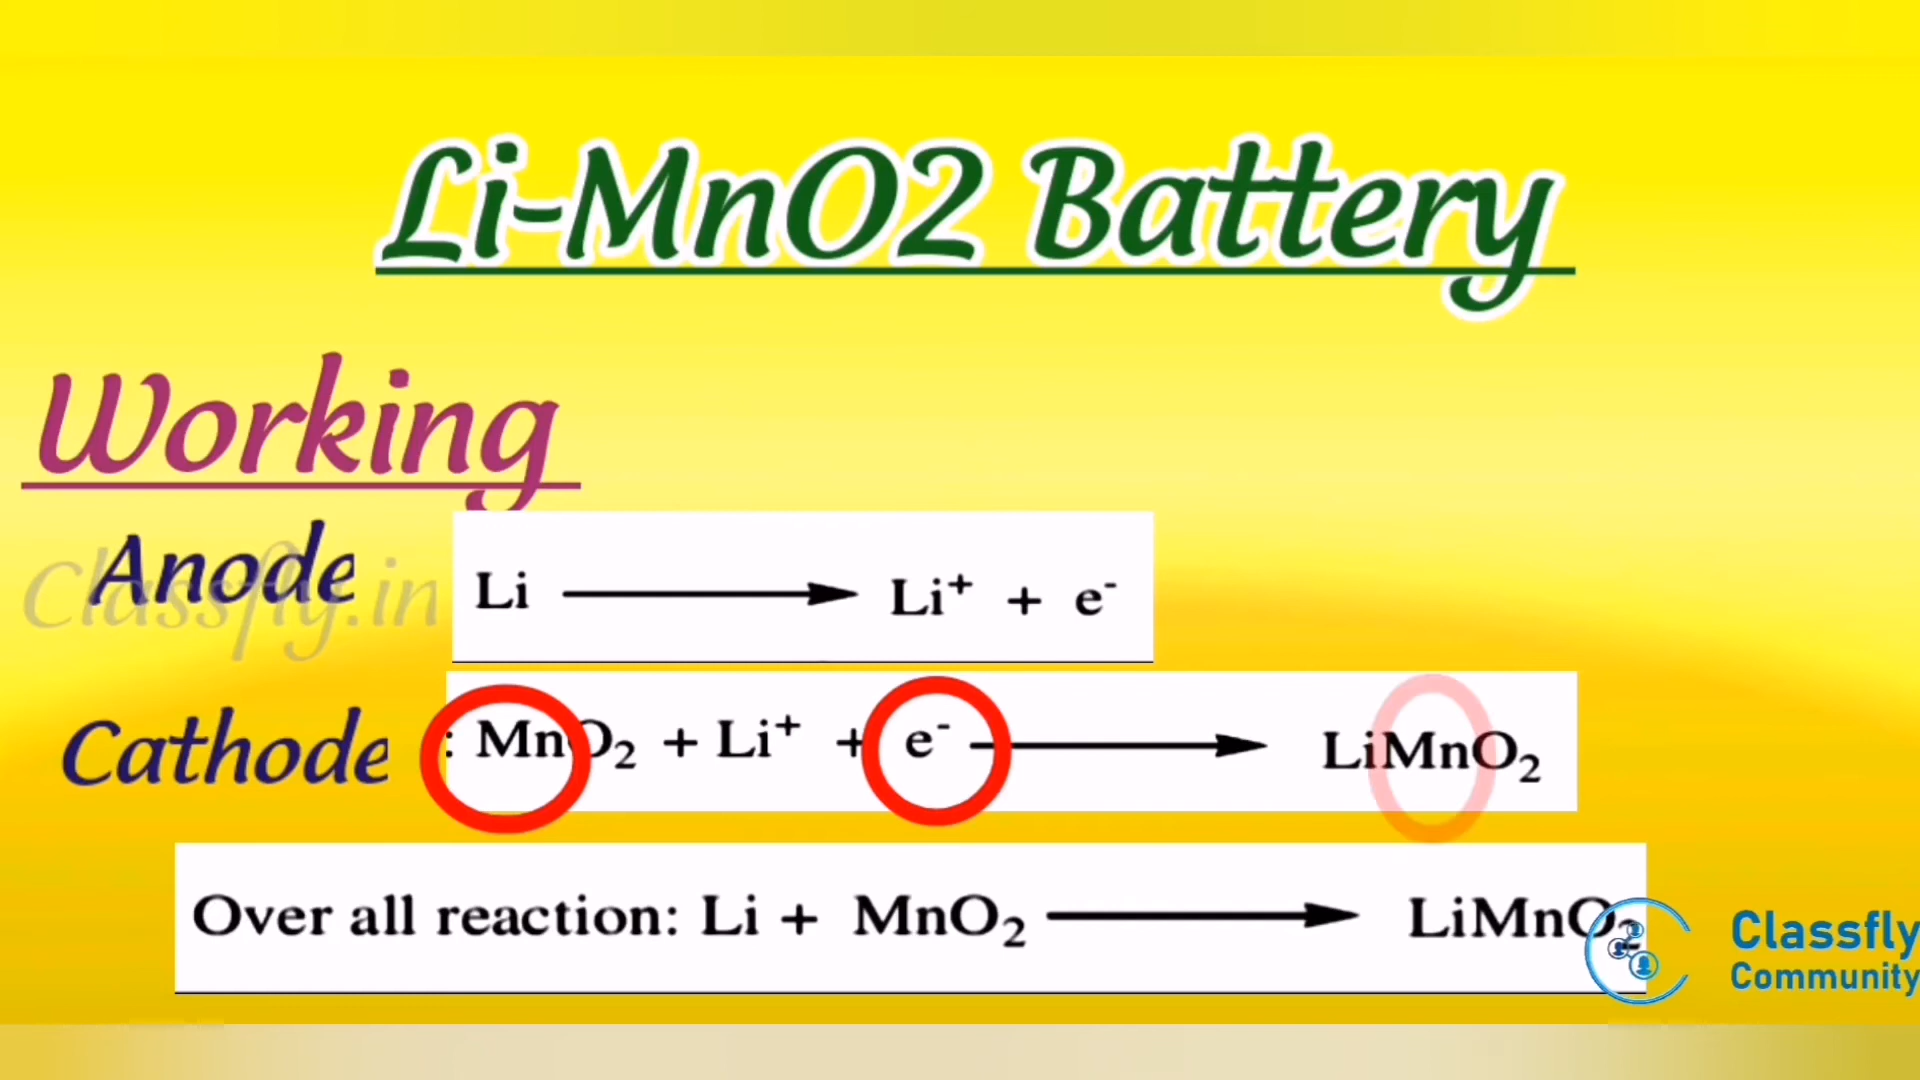 Li-MnO2 Battery
Working
Anode
Li ⟶ Li⁺ + e⁻
Classfly.in
Cathode
: MnO₂ + Li⁺ + e⁻ ⟶ LiMnO₂
Over all reaction: Li + MnO₂ ⟶ LiMnO₂
Classfly
Community